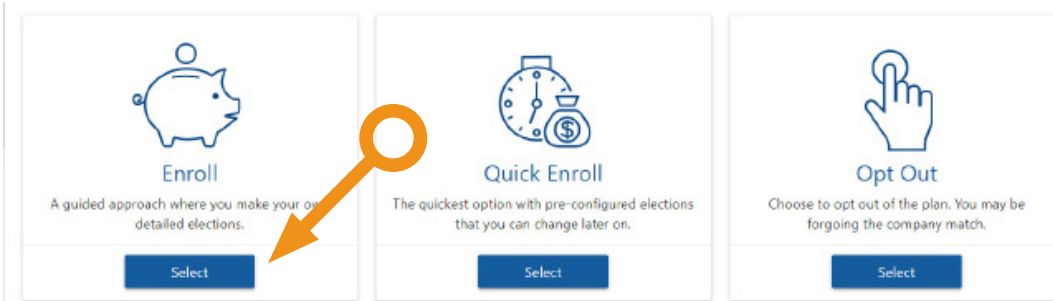 Enroll
A guided approach where you make your
detailed elections.
Select
$
Quick Enroll
The quickest option with pre-configured elections
that you can change later on.
Select
Opt Out
Choose to opt out of the plan. You may be
forgoing the company match.
Select